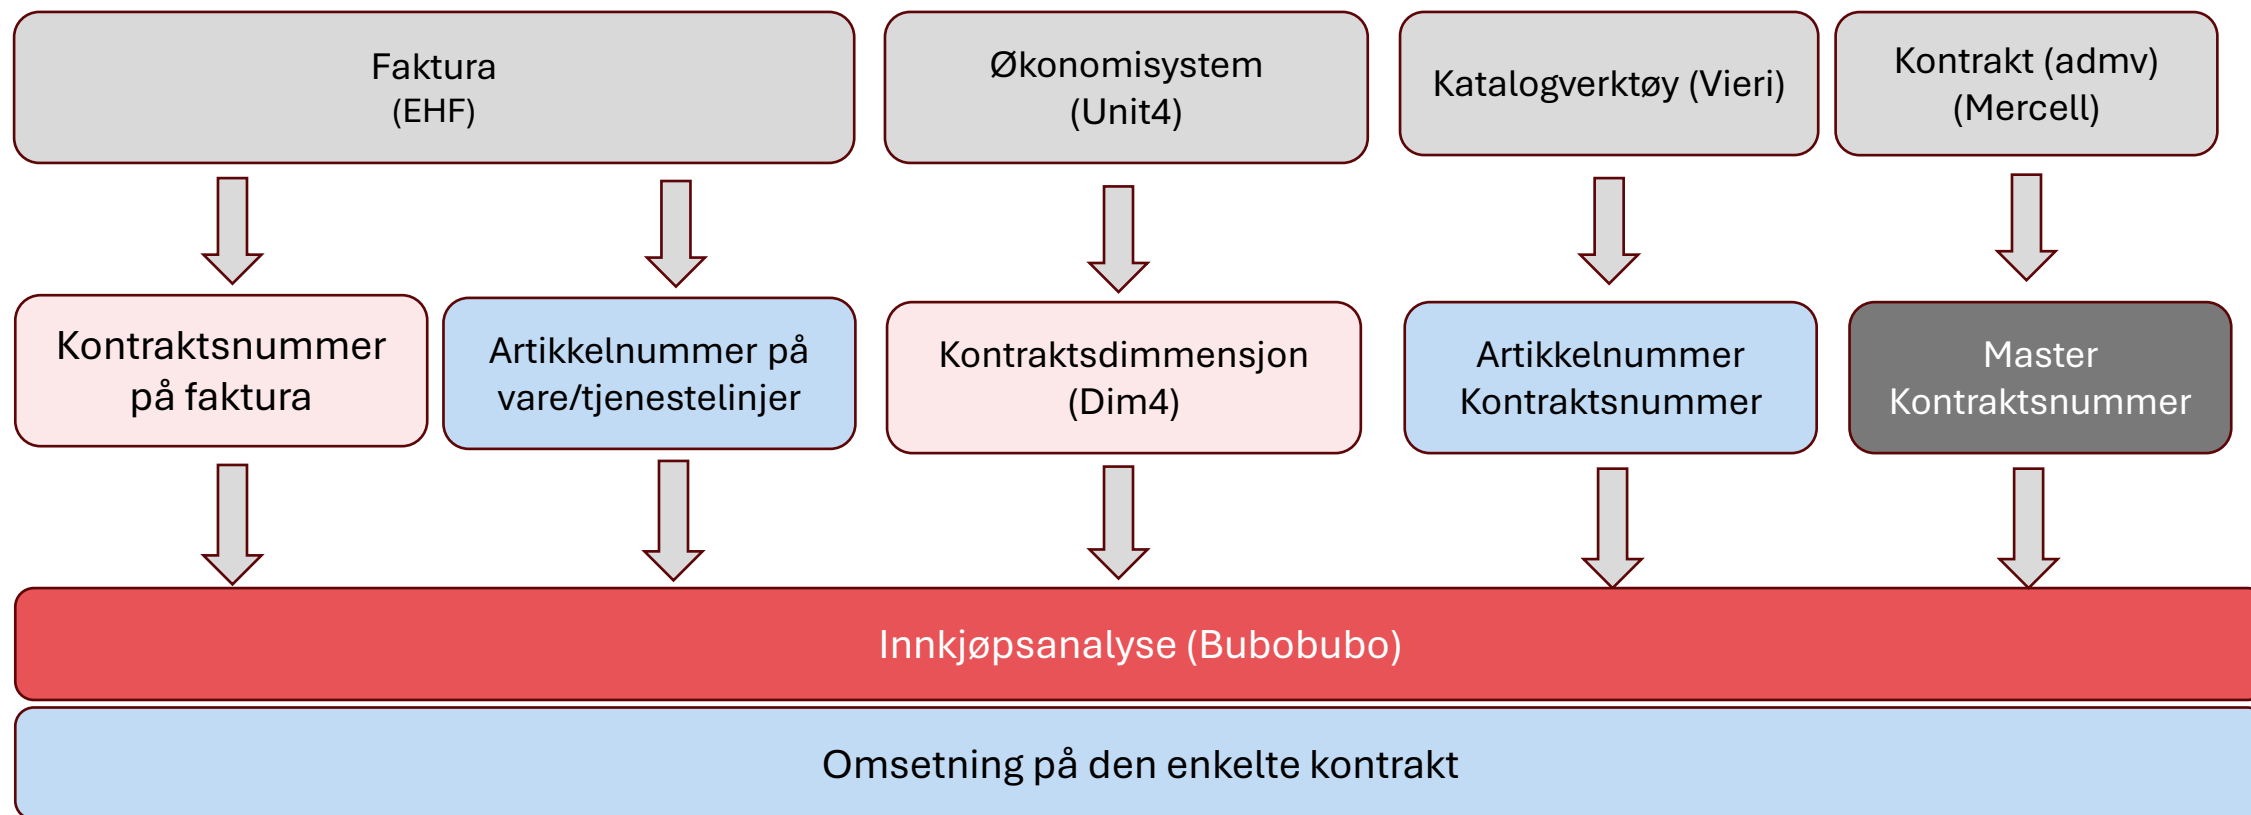 Faktura
(EHF)
Økonomisystem
(Unit4)
Katalogverktøy (Vieri)
Kontrakt (admv)
(Mercell)
Kontraktsnummer
på faktura
Artikkelnummer på
vare/tjenestelinjer
Kontraktsdimmensjon
(Dim4)
Artikkelnummer
Kontraktsnummer
Master
Kontraktsnummer
Innkjøpsanalyse (Bubobubo)
Omsetning på den enkelte kontrakt